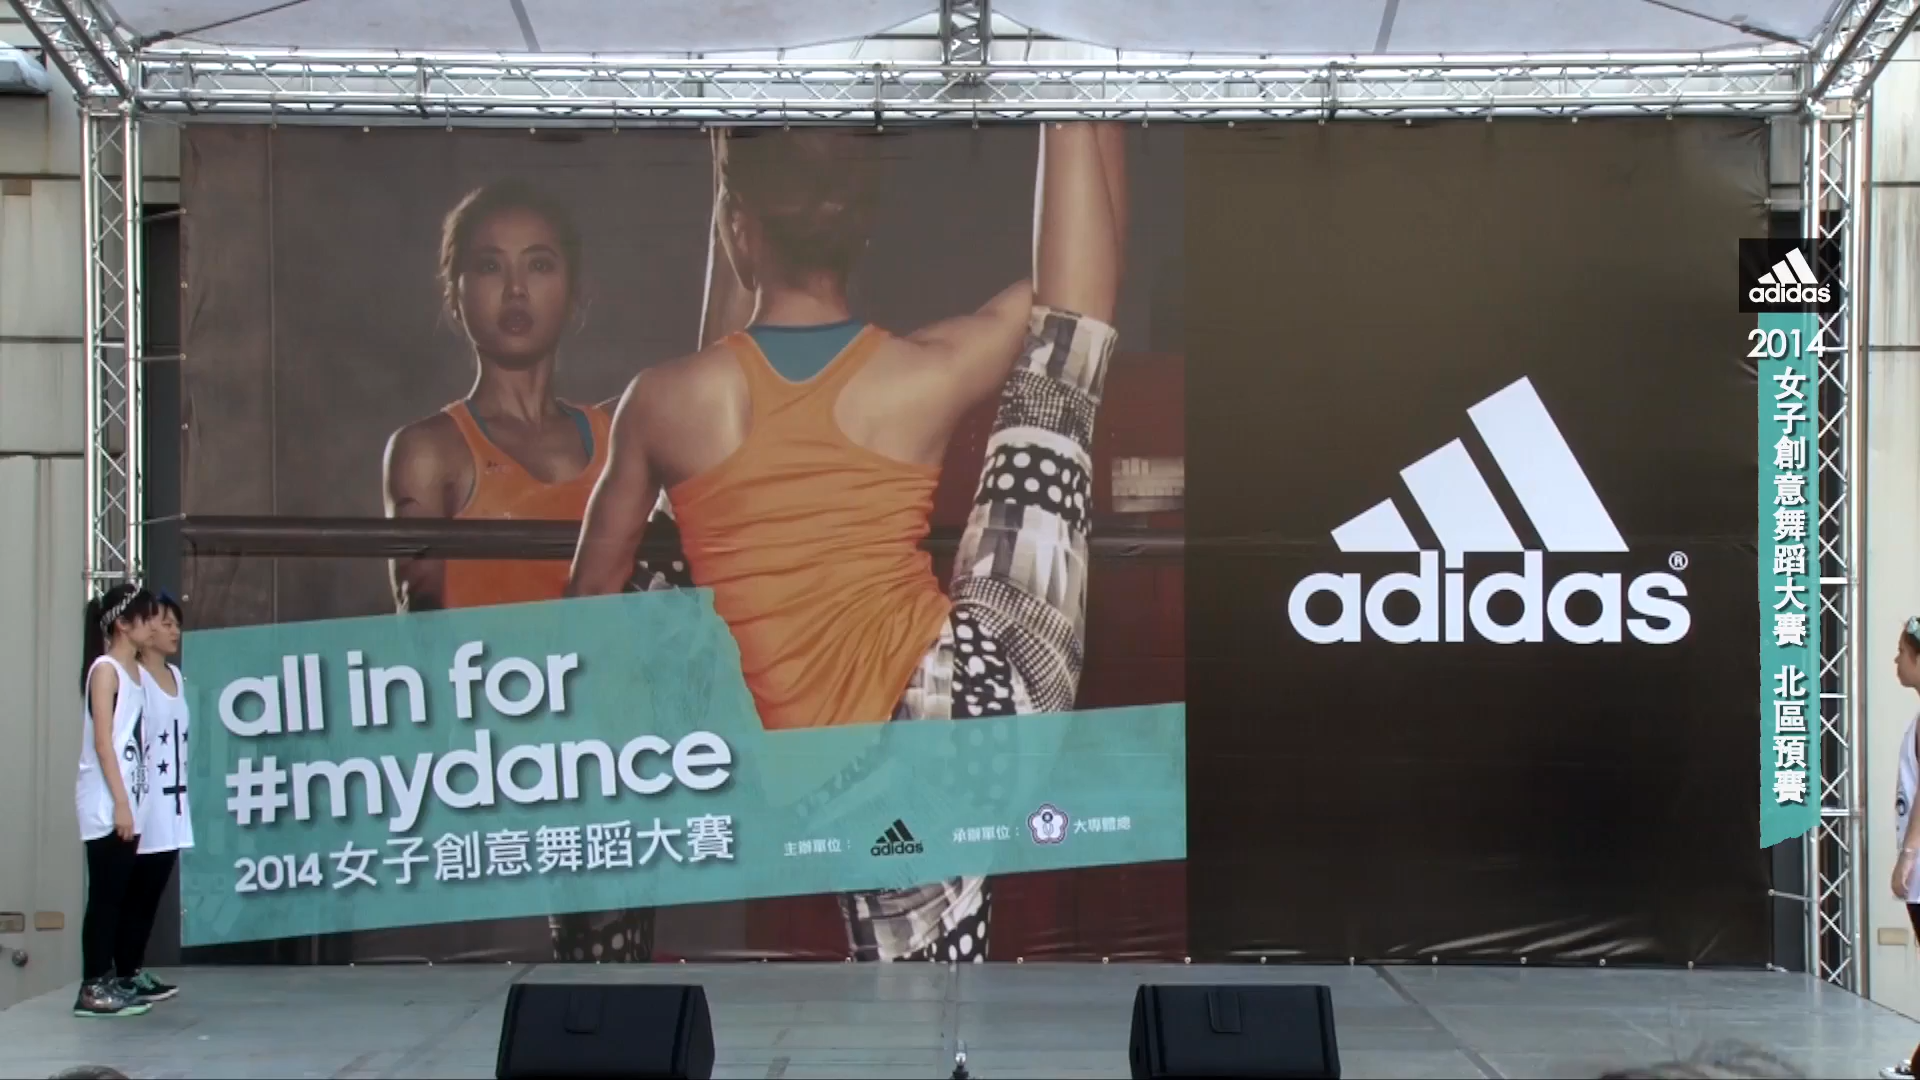 all in for
#mydance
2014 女子創意舞蹈大賽
主辦單位：
adidas
承辦單位：
大專體總
adidas®
adidas
2014
女子創意舞蹈大賽 北區預賽